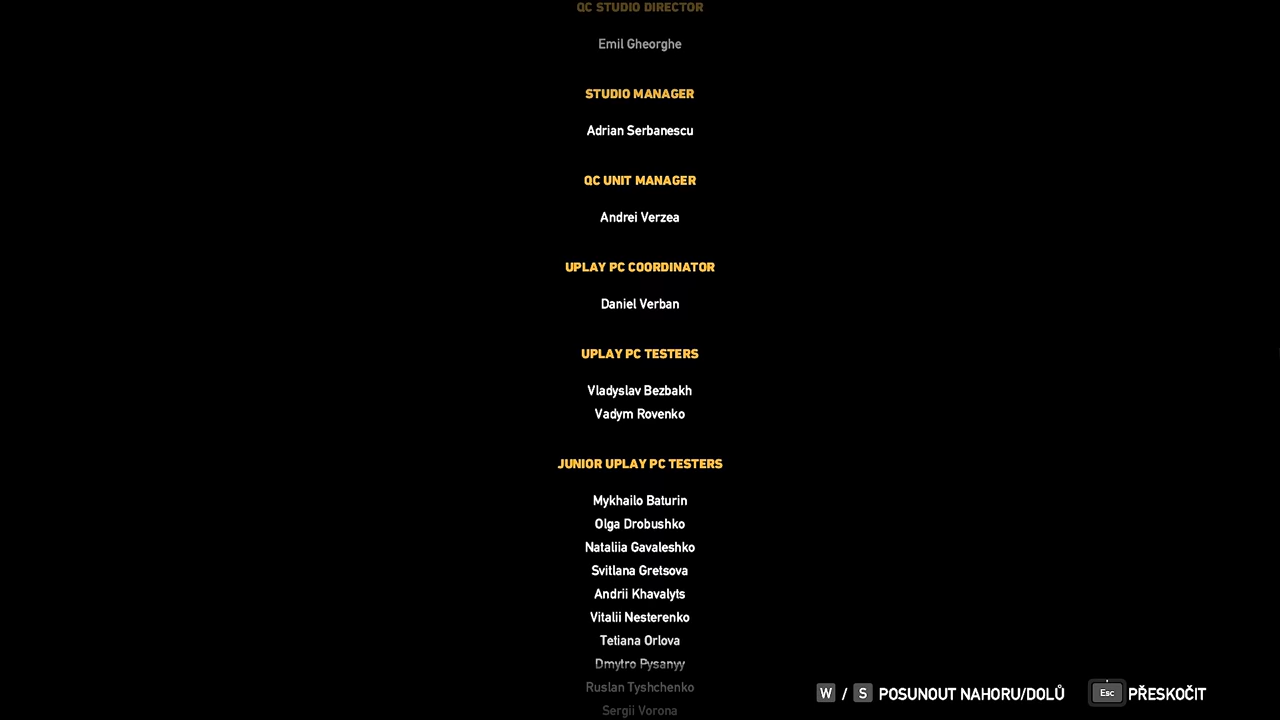 QC STUDIO DIRECTOR
Emil Gheorghe
STUDIO MANAGER
Adrian Serbanescu
QC UNIT MANAGER
Andrei Verzea
UPLAY PC COORDINATOR
Daniel Verban
UPLAY PC TESTERS
Vladyslav Bezbakh
Vadym Rovenko
JUNIOR UPLAY PC TESTERS
Mykhailo Baturin
Olga Drobushko
Nataliia Gavaleshko
Svitlana Gretsova
Andrii Khavalyts
Vitalii Nesterenko
Tetiana Orlova
Dmytro Pysanyy
Ruslan Tyshchenko
Sergii Vorona
W / S POSUNOUT NAHORU/DOLŮ Esc PŘESKOČIT